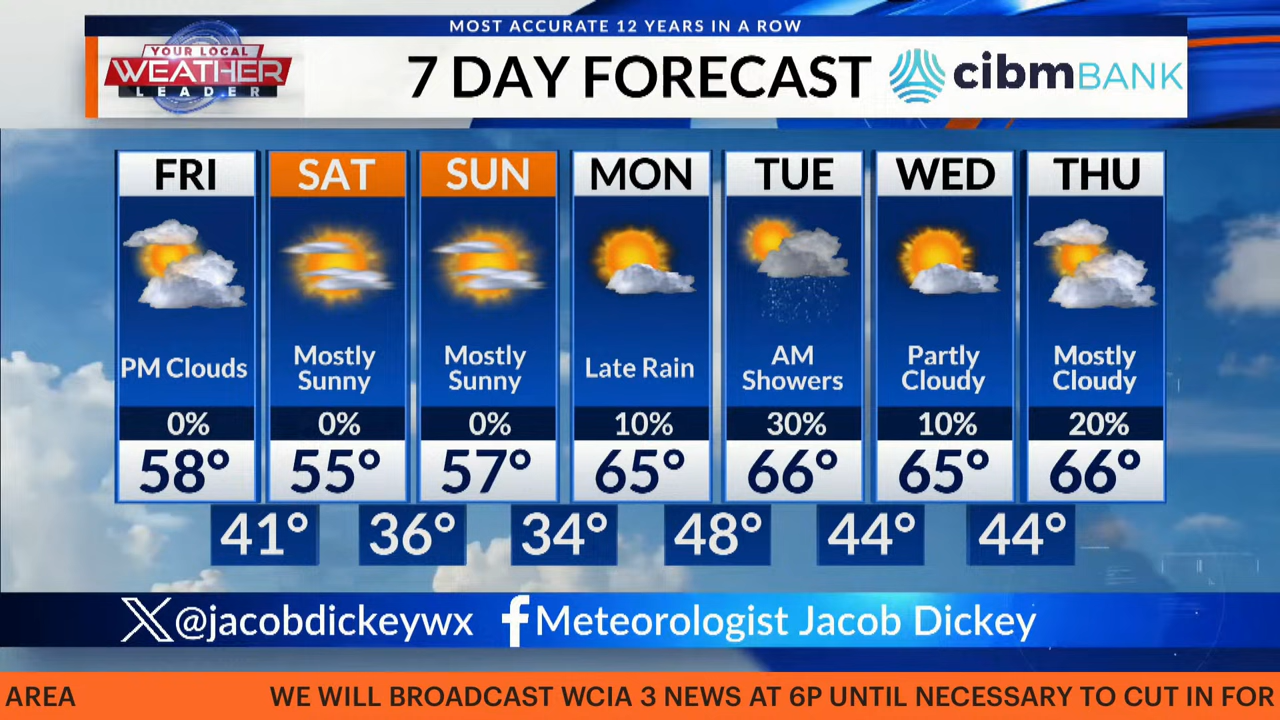 MOST ACCURATE 12 YEARS IN A ROW
YOUR LOCAL
WEATHER
LEADER
7 DAY FORECAST
cibm BANK
FRI SAT SUN MON TUE WED THU
PM Clouds
Mostly
Sunny
Mostly
Sunny
Late Rain
AM
Showers
Partly
Cloudy
Mostly
Cloudy
0% 0% 0% 10% 30% 10% 20%
58° 55° 57° 65° 66° 65° 66°
41° 36° 34° 48° 44° 44°
@jacobdickeywx Meteorologist Jacob Dickey
AREA WE WILL BROADCAST WCIA 3 NEWS AT 6P UNTIL NECESSARY TO CUT IN FOR